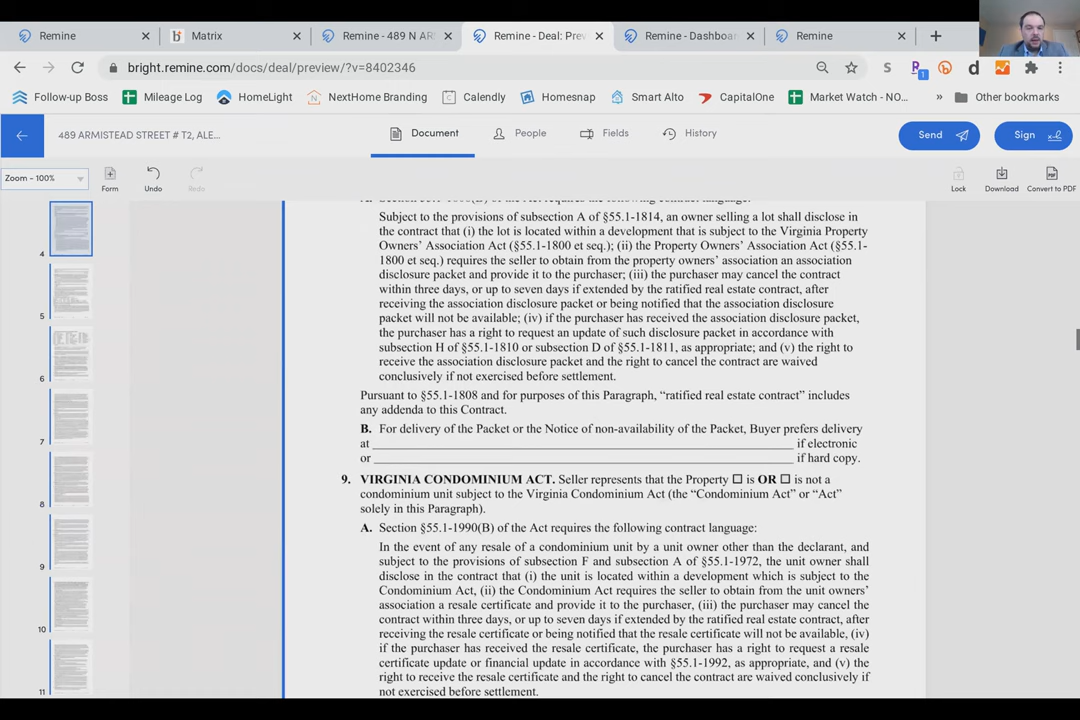 Remine
Matrix
Remine - 489 N AR
Remine - Deal: Prev
Remine - Dashboa
Remine
bright.remine.com/docs/deal/preview/?v=8402346
S
1
d
Follow-up Boss
Mileage Log
HomeLight
NextHome Branding
Calendly
Homesnap
Smart Alto
CapitalOne
Market Watch - NO...
»
Other bookmarks
489 ARMISTEAD STREET # T2, ALE...
Document
People
Fields
History
Send
Sign
Zoom - 100%
Form
Undo
Redo
Lock
Download
Convert to PDF
4
5
6
7
8
9
10
11
Subject to the provisions of subsection A of §55.1-1814, an owner selling a lot shall disclose in
the contract that (i) the lot is located within a development that is subject to the Virginia Property
Owners' Association Act (§55.1-1800 et seq.); (ii) the Property Owners' Association Act (§55.1-
1800 et seq.) requires the seller to obtain from the property owners' association an association
disclosure packet and provide it to the purchaser; (iii) the purchaser may cancel the contract
within three days, or up to seven days if extended by the ratified real estate contract, after
receiving the association disclosure packet or being notified that the association disclosure
packet will not be available; (iv) if the purchaser has received the association disclosure packet,
the purchaser has a right to request an update of such disclosure packet in accordance with
subsection H of §55.1-1810 or subsection D of §55.1-1811, as appropriate; and (v) the right to
receive the association disclosure packet and the right to cancel the contract are waived
conclusively if not exercised before settlement.
Pursuant to §55.1-1808 and for purposes of this Paragraph, "ratified real estate contract" includes
any addenda to this Contract.
B. For delivery of the Packet or the Notice of non-availability of the Packet, Buyer prefers delivery
at if electronic
or if hard copy.
9. VIRGINIA CONDOMINIUM ACT. Seller represents that the Property ☐ is OR ☐ is not a
condominium unit subject to the Virginia Condominium Act (the "Condominium Act" or "Act"
solely in this Paragraph).
A. Section §55.1-1990(B) of the Act requires the following contract language:
In the event of any resale of a condominium unit by a unit owner other than the declarant, and
subject to the provisions of subsection F and subsection A of §55.1-1972, the unit owner shall
disclose in the contract that (i) the unit is located within a development which is subject to the
Condominium Act, (ii) the Condominium Act requires the seller to obtain from the unit owners'
association a resale certificate and provide it to the purchaser, (iii) the purchaser may cancel the
contract within three days, or up to seven days if extended by the ratified real estate contract, after
receiving the resale certificate or being notified that the resale certificate will not be available, (iv)
if the purchaser has received the resale certificate, the purchaser has a right to request a resale
certificate update or financial update in accordance with §55.1-1992, as appropriate, and (v) the
right to receive the resale certificate and the right to cancel the contract are waived conclusively if
not exercised before settlement.